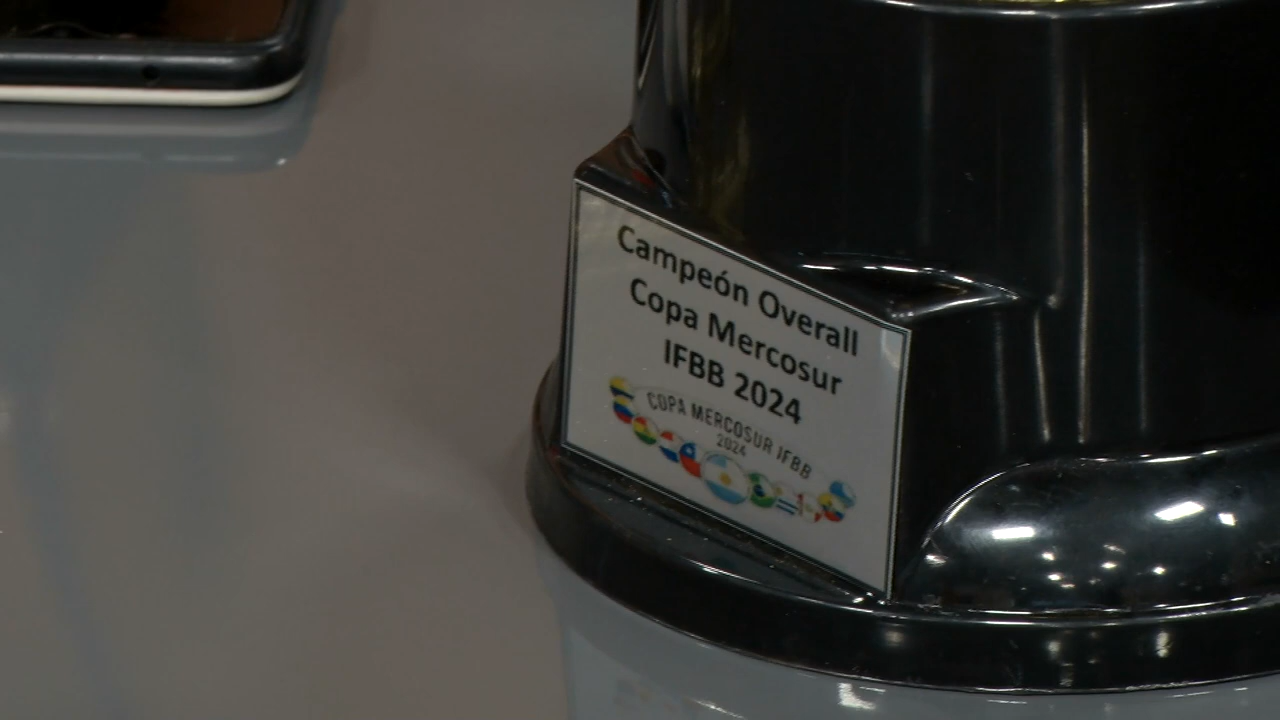 Campeón Overall
Copa Mercosur
IFBB 2024
COPA MERCOSUR IFBB
2024